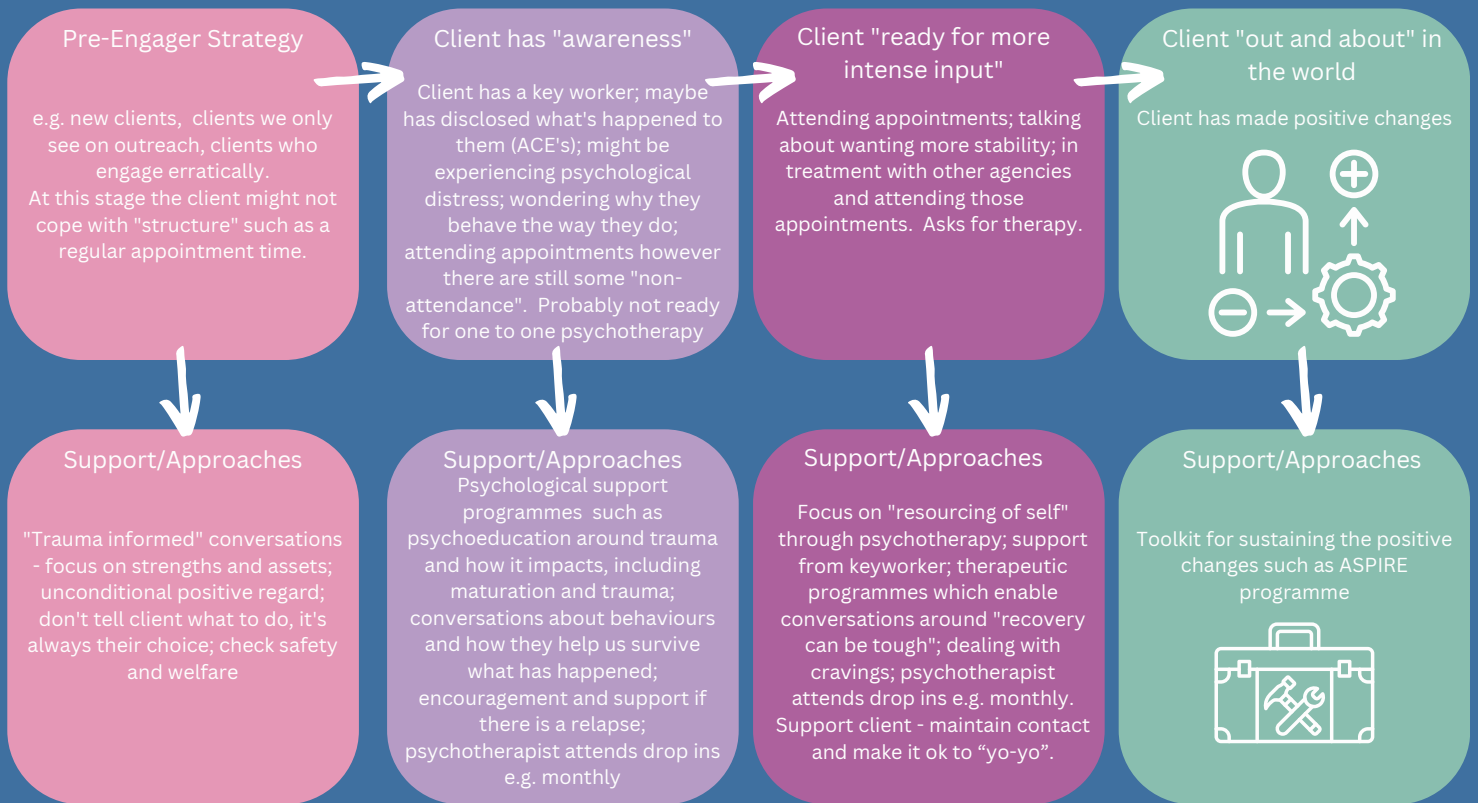 Pre-Engager Strategy
e.g. new clients,  clients we only
see on outreach, clients who
engage erratically.
At this stage the client might not
cope with "structure" such as a
regular appointment time.
Client has "awareness"
Client has a key worker; maybe
has disclosed what's happened to
them (ACE's); might be
experiencing psychological
distress; wondering why they
behave the way they do;
attending appointments however
there are still some "non-
attendance".  Probably not ready
for one to one psychotherapy
Client "ready for more
intense input"
Attending appointments; talking
about wanting more stability; in
treatment with other agencies
and attending those
appointments.  Asks for therapy.
Client "out and about" in
the world
Client has made positive changes
Support/Approaches
"Trauma informed" conversations
- focus on strengths and assets;
unconditional positive regard;
don't tell client what to do, it's
always their choice; check safety
and welfare
Support/Approaches
Psychological support
programmes  such as
psychoeducation around trauma
and how it impacts, including
maturation and trauma;
conversations about behaviours
and how they help us survive
what has happened;
encouragement and support if
there is a relapse;
psychotherapist attends drop ins
e.g. monthly
Support/Approaches
Focus on "resourcing of self"
through psychotherapy; support
from keyworker; therapeutic
programmes which enable
conversations around "recovery
can be tough"; dealing with
cravings; psychotherapist
attends drop ins e.g. monthly.
Support client - maintain contact
and make it ok to “yo-yo”.
Support/Approaches
Toolkit for sustaining the positive
changes such as ASPIRE
programme